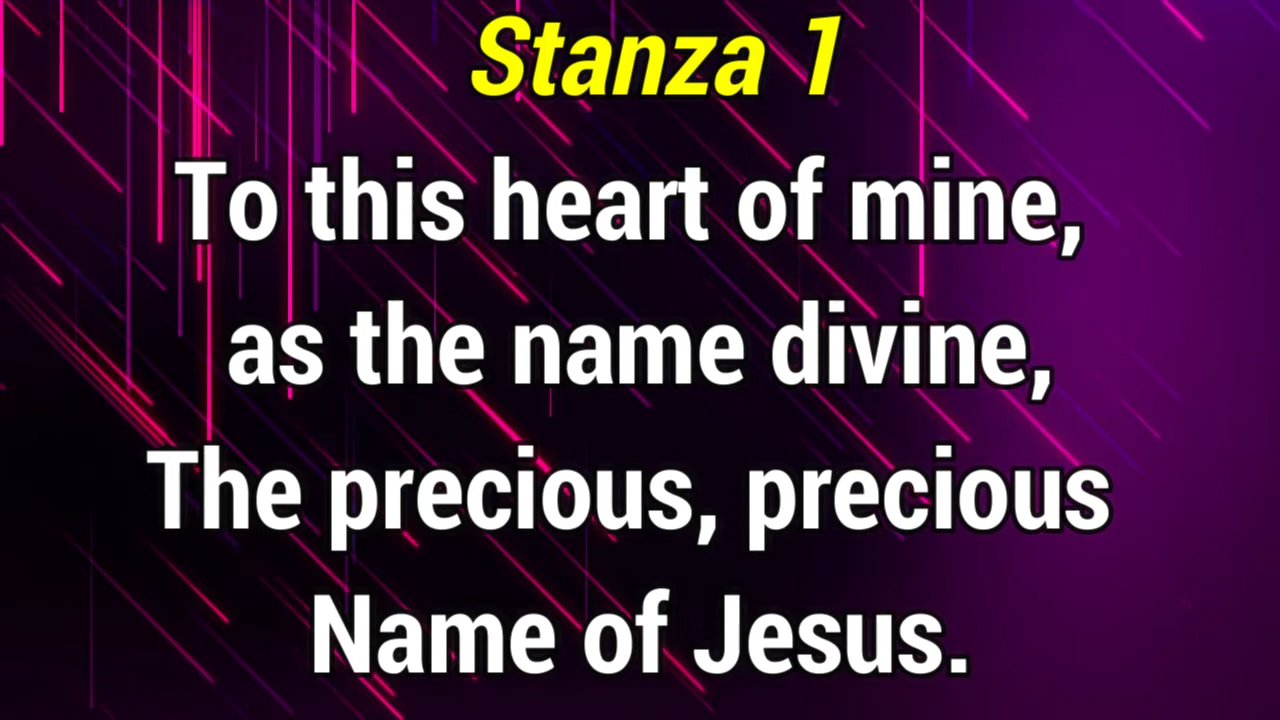 Stanza 1
To this heart of mine,
as the name divine,
The precious, precious
Name of Jesus.